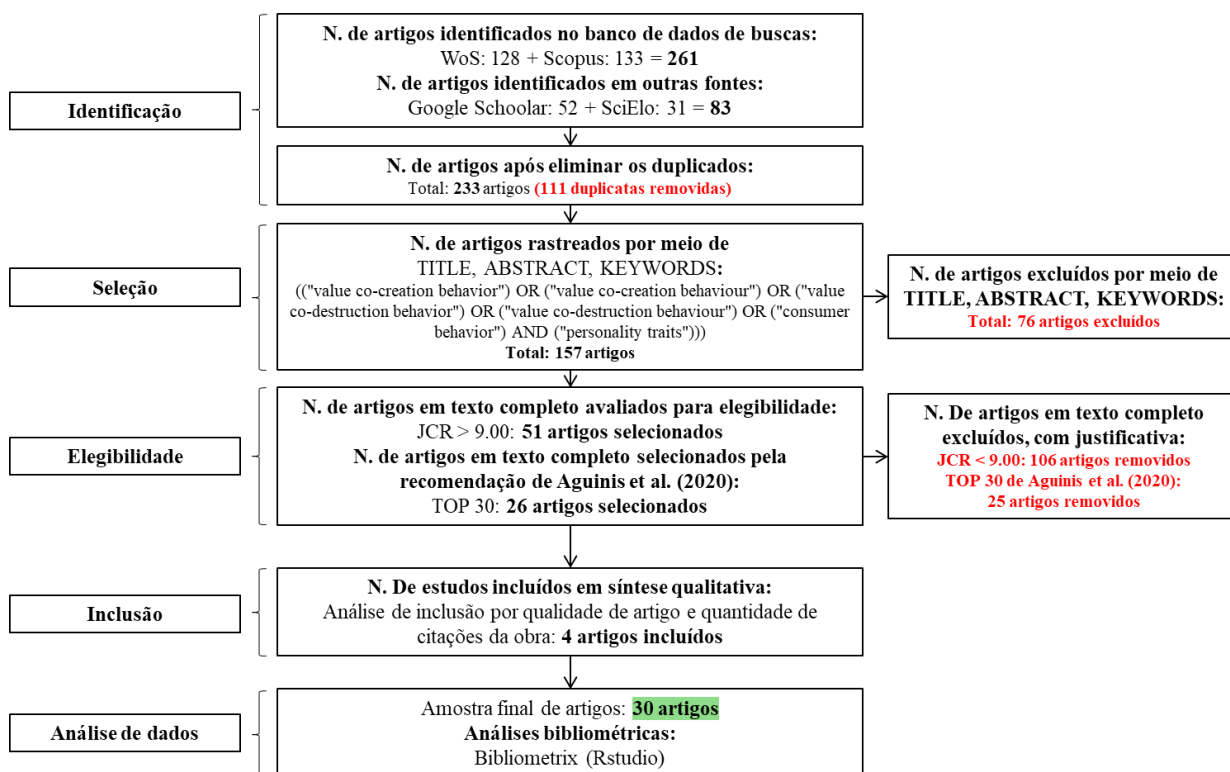 Identificação
N. de artigos identificados no banco de dados de buscas:
WoS: 128 + Scopus: 133 = 261
N. de artigos identificados em outras fontes:
Google Schoolar: 52 + SciElo: 31 = 83
N. de artigos após eliminar os duplicados:
Total: 233 artigos (111 duplicatas removidas)
Seleção
N. de artigos rastreados por meio de
TITLE, ABSTRACT, KEYWORDS:
(("value co-creation behavior") OR ("value co-creation behaviour") OR ("value
co-destruction behavior") OR ("value co-destruction behaviour") OR ("consumer
behavior") AND ("personality traits")))
Total: 157 artigos
N. de artigos excluídos por meio de
TITLE, ABSTRACT, KEYWORDS:
Total: 76 artigos excluidos
Elegibilidade
N. de artigos em texto completo avaliados para elegibilidade:
JCR > 9.00: 51 artigos selecionados
N. de artigos em texto completo selecionados pela
recomendação de Aguinis et al. (2020):
TOP 30: 26 artigos selecionados
N. De artigos em texto completo
excluídos, com justificativa:
JCR < 9.00: 106 artigos removidos
TOP 30 de Aguinis et al. (2020):
25 artigos removidos
Inclusão
N. De estudos incluídos em síntese qualitativa:
Análise de inclusão por qualidade de artigo e quantidade de
citações da obra: 4 artigos incluídos
Análise de dados
Amostra final de artigos: 30 artigos
Análises bibliométricas:
Bibliometrix (Rstudio)